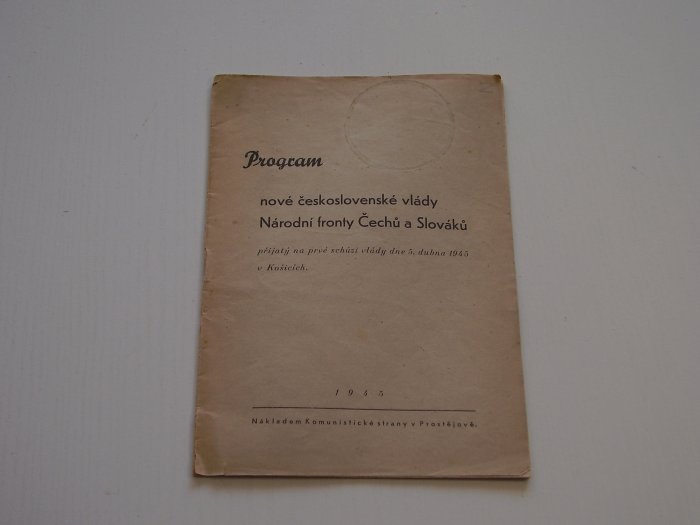 Program
nové československé vlády
Národní fronty Čechů a Slováků
přijatý na prvé schůzi vlády dne 5. dubna 1945
v Košicích.
1945
Nákladem Komunistické strany v Prostějově.